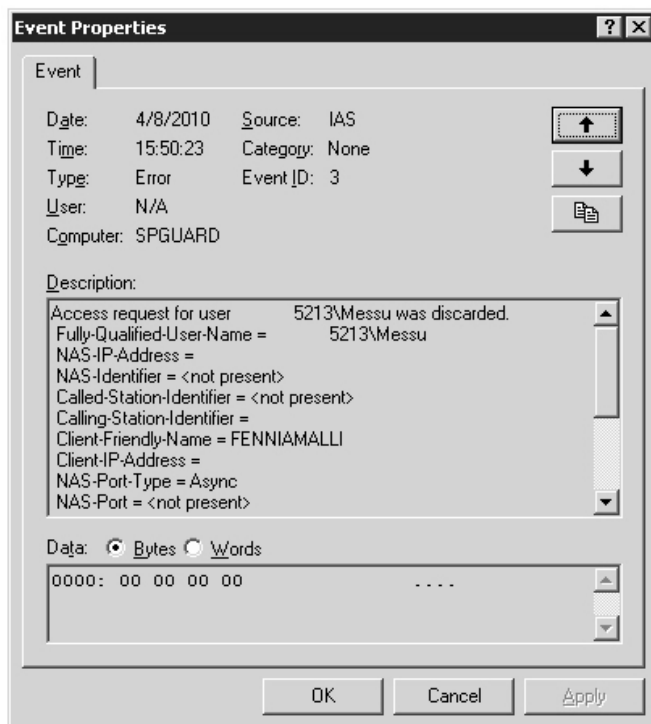 Event Properties
Event
Date: 4/8/2010 Source: IAS
Time: 15:50:23 Category: None
Type: Error Event ID: 3
User: N/A
Computer: SPGUARD
Description:
Access request for user 5213\Messu was discarded.
Fully-Qualified-User-Name = 5213\Messu
NAS-IP-Address =
NAS-Identifier = <not present>
Called-Station-Identifier = <not present>
Calling-Station-Identifier =
Client-Friendly-Name = FENNIAMALLI
Client-IP-Address =
NAS-Port-Type = Async
NAS-Port = <not present>
Data: Bytes Words
0000: 00 00 00 00 ....
OK Cancel Apply